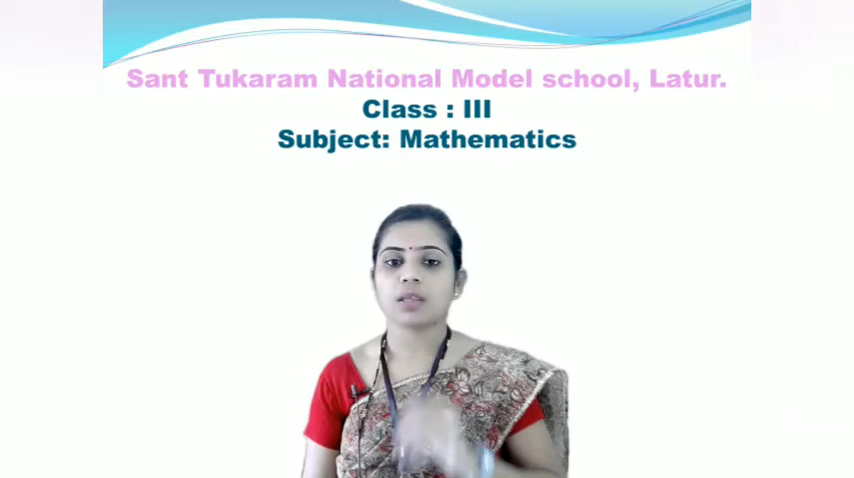 Sant Tukaram National Model school, Latur.
Class : III
Subject: Mathematics